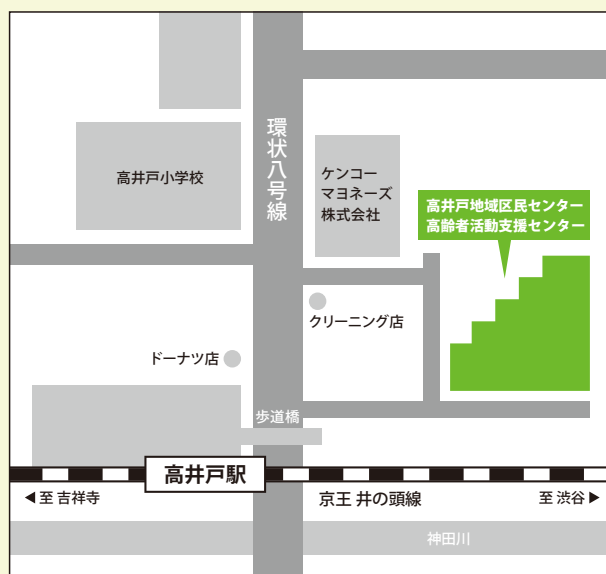 環状八号線
高井戸小学校
ケンコー
マヨネーズ
株式会社
高井戸地域区民センター
高齢者活動支援センター
クリーニング店
ドーナツ店
歩道橋
高井戸駅
◀至 吉祥寺
京王 井の頭線
至 渋谷▶
神田川